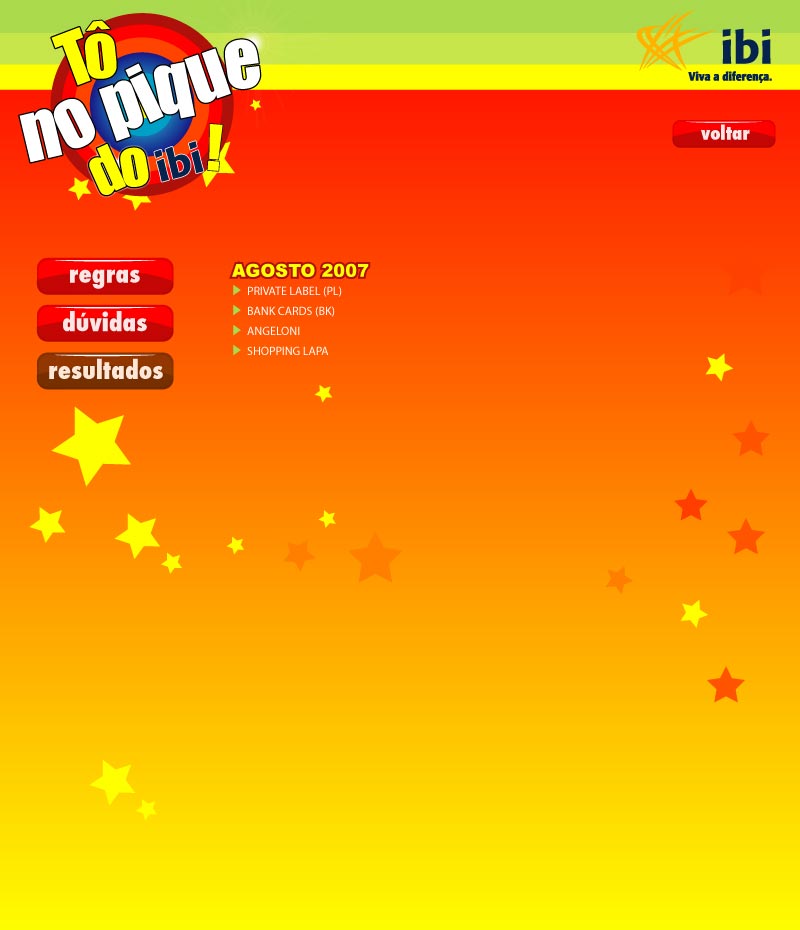 Tô
no pique
do ibi!
ibi
Viva a diferença.
voltar
regras
dúvidas
resultados
AGOSTO 2007
PRIVATE LABEL (PL)
BANK CARDS (BK)
ANGELONI
SHOPPING LAPA